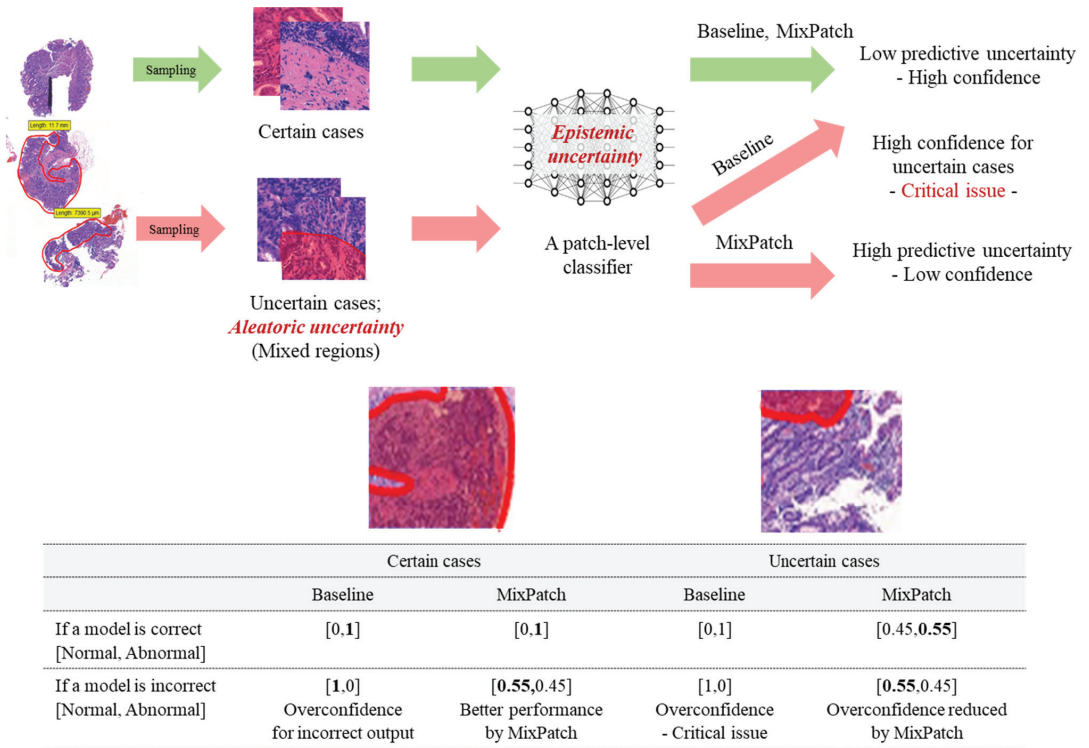 Baseline, MixPatch
Sampling
Low predictive uncertainty
- High confidence
Certain cases
Length: 11.7 mm
Epistemic
uncertainty
Baseline
High confidence for
uncertain cases
- Critical issue -
Length: 7390.5 µm
Sampling
A patch-level
classifier
MixPatch
High predictive uncertainty
- Low confidence
Uncertain cases;
Aleatoric uncertainty
(Mixed regions)
Certain cases Uncertain cases
Baseline MixPatch Baseline MixPatch
If a model is correct [0,1] [0,1] [0,1] [0.45,0.55]
[Normal, Abnormal]
If a model is incorrect [1,0] [0.55,0.45] [1,0] [0.55,0.45]
[Normal, Abnormal] Overconfidence Better performance Overconfidence Overconfidence reduced
for incorrect output by MixPatch - Critical issue by MixPatch